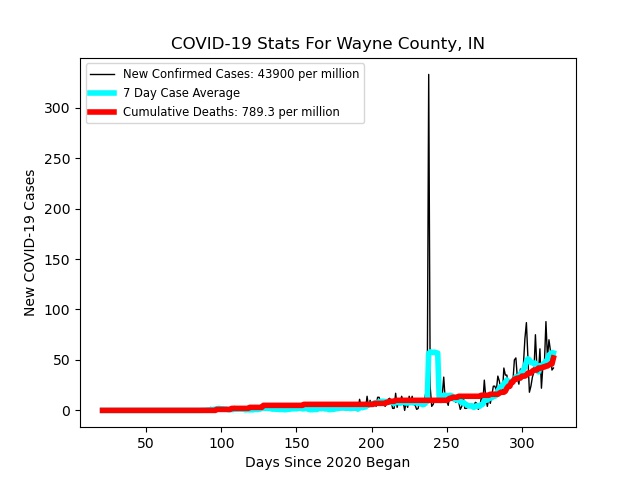 COVID-19 Stats For Wayne County, IN
New Confirmed Cases: 43900 per million
7 Day Case Average
Cumulative Deaths: 789.3 per million
New COVID-19 Cases
300
250
200
150
100
50
0
50 100 150 200 250 300
Days Since 2020 Began